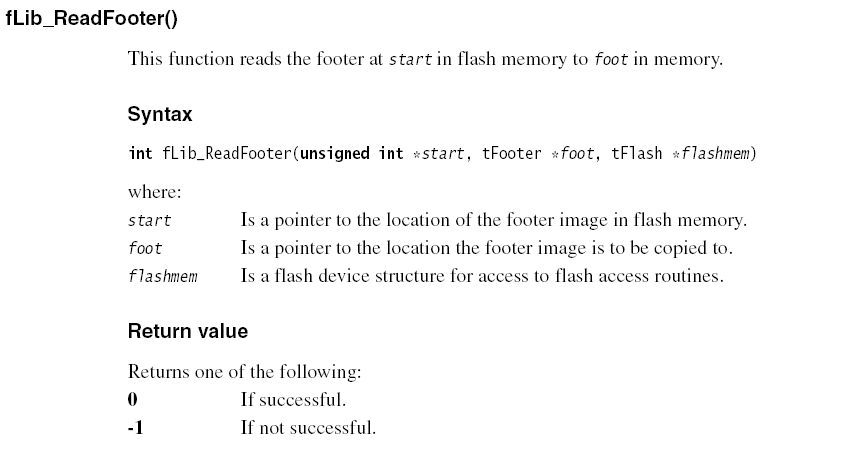 fLib_ReadFooter()
This function reads the footer at start in flash memory to foot in memory.
Syntax
int fLib_ReadFooter(unsigned int *start, tFooter *foot, tFlash *flashmem)
where:
start Is a pointer to the location of the footer image in flash memory.
foot Is a pointer to the location the footer image is to be copied to.
flashmem Is a flash device structure for access to flash access routines.
Return value
Returns one of the following:
0 If successful.
-1 If not successful.